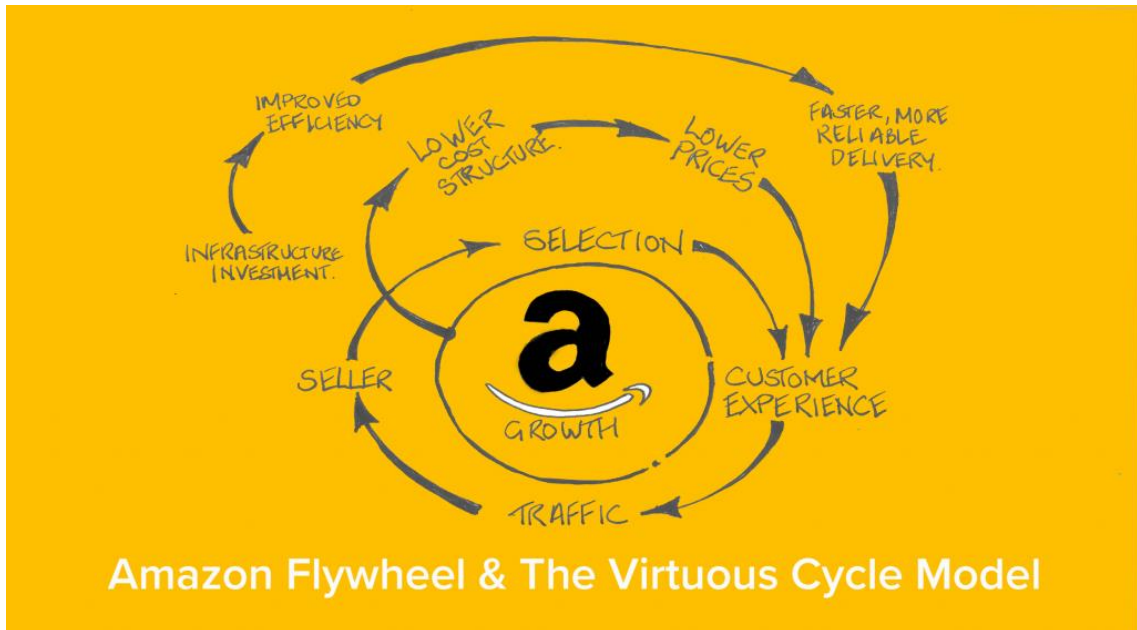 IMPROVED
EFFICIENCY
FASTER, MORE
RELIABLE
DELIVERY.
LOWER
COST
STRUCTURE.
LOWER
PRICES
INFRASTRUCTURE
INVESTMENT.
SELECTION
a
SELLER
CUSTOMER
EXPERIENCE
GROWTH
TRAFFIC
Amazon Flywheel & The Virtuous Cycle Model